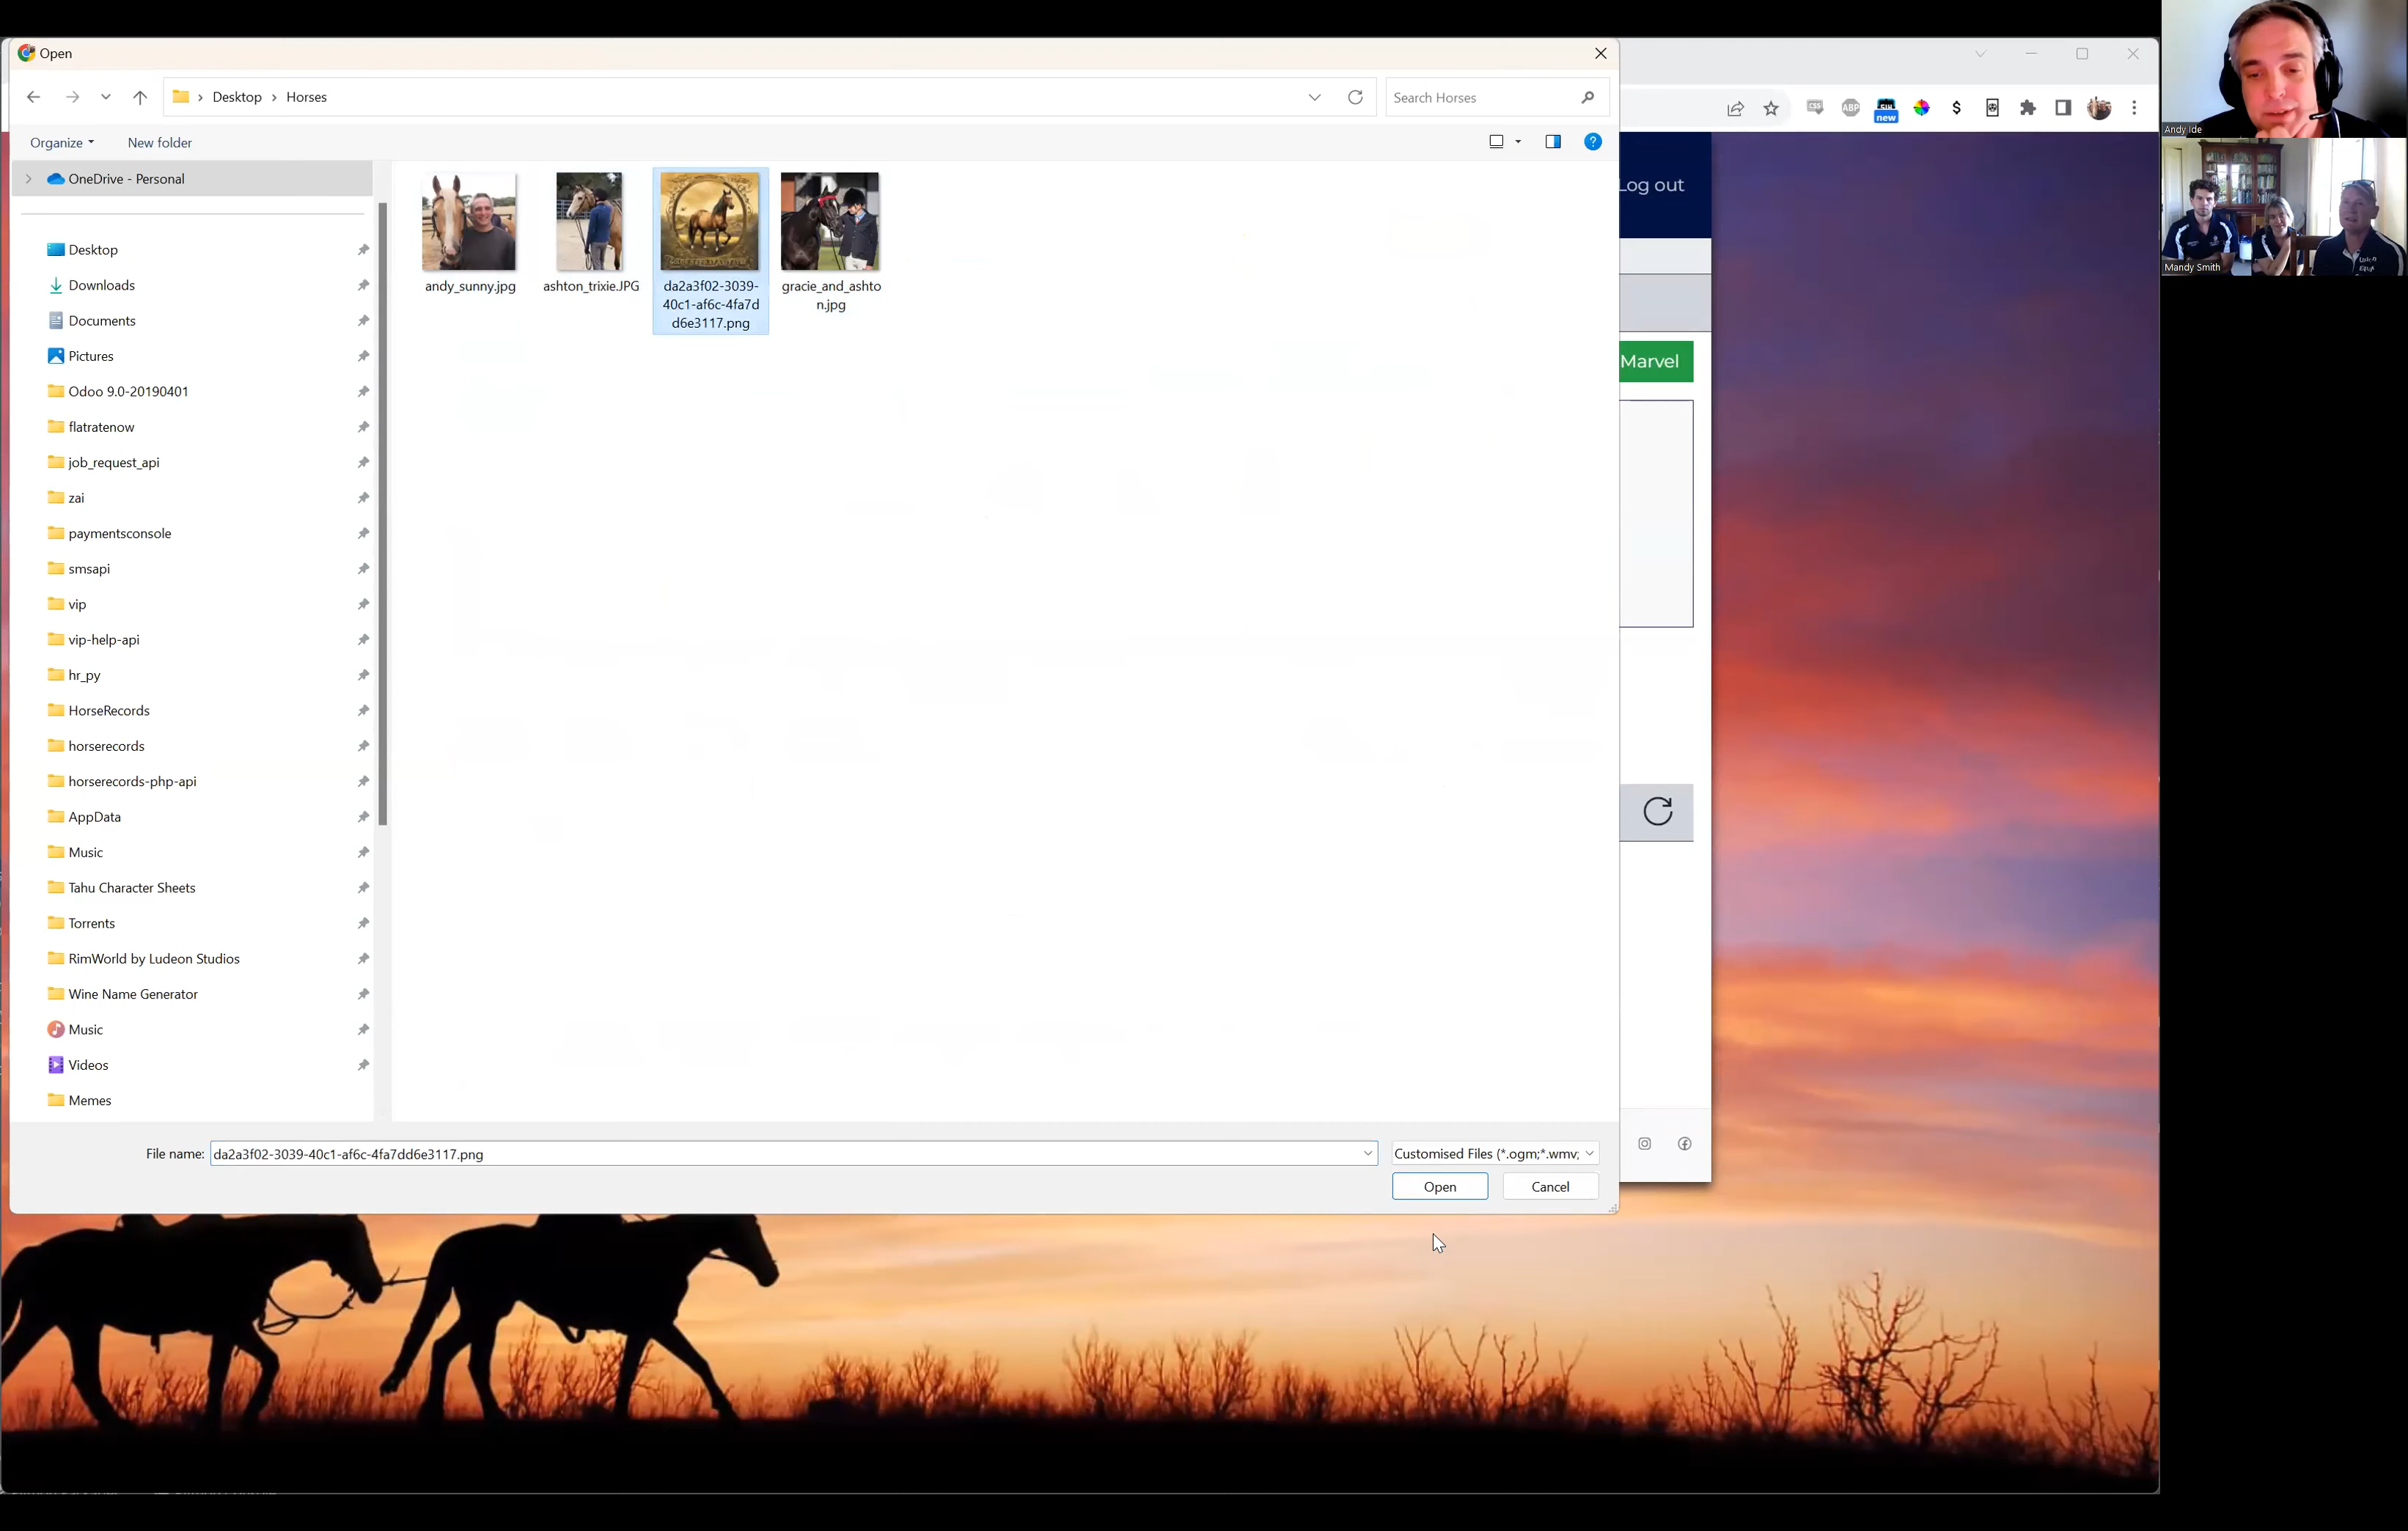 Open
Desktop
Horses
Search Horses
Organize
New folder
OneDrive - Personal
Desktop
Downloads
Documents
Pictures
Odoo 9.0-20190401
flatratenow
job_request_api
zai
paymentsconsole
smsapi
vip
vip-help-api
hr_py
HorseRecords
horserecords
horserecords-php-api
AppData
Music
Tahu Character Sheets
Torrents
RimWorld by Ludeon Studios
Wine Name Generator
Music
Videos
Memes
andy_sunny.jpg
ashton_trixie.JPG
da2a3f02-3039-
40c1-af6c-4fa7d
d6e3117.png
gracie_and_ashto
n.jpg
File name:
da2a3f02-3039-40c1-af6c-4fa7dd6e3117.png
Customised Files (*.ogm;*.wmv;
Open
Cancel
CSS
ABP
new
Log out
Marvel
Andy Ide
Mandy Smith